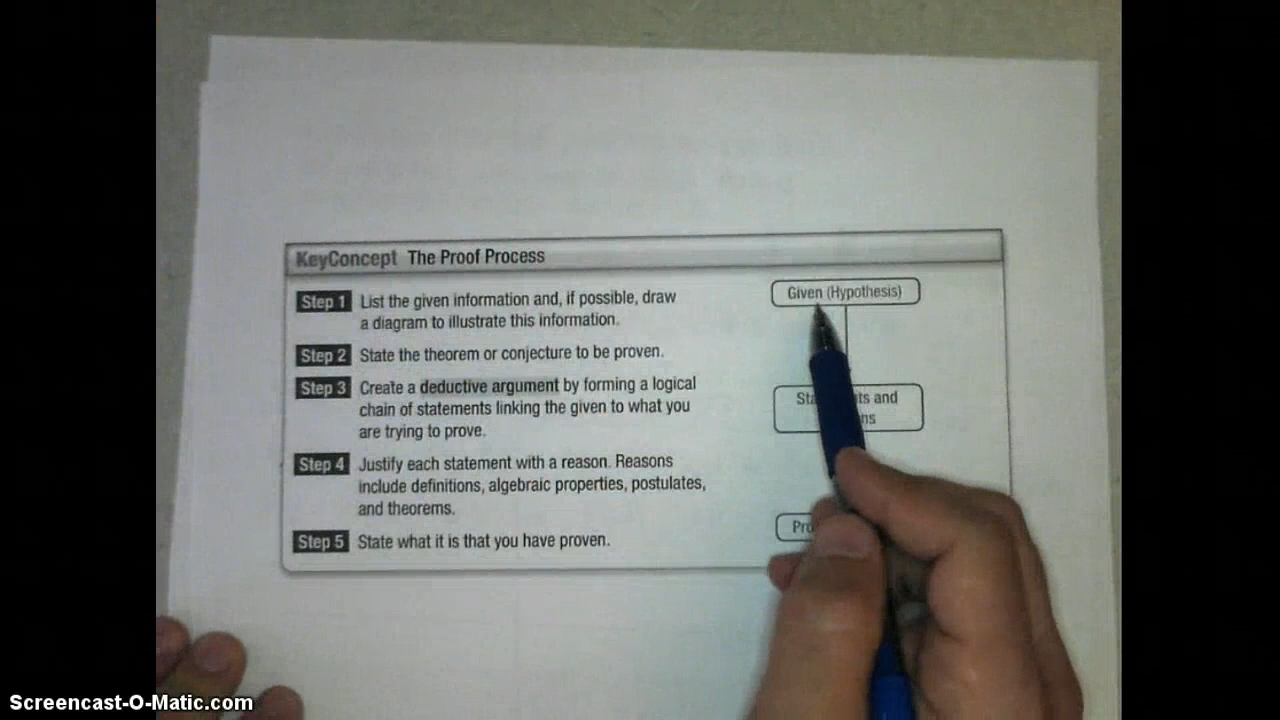 KeyConcept The Proof Process
Step 1 List the given information and, if possible, draw
a diagram to illustrate this information.
Step 2 State the theorem or conjecture to be proven.
Step 3 Create a deductive argument by forming a logical
chain of statements linking the given to what you
are trying to prove.
Step 4 Justify each statement with a reason. Reasons
include definitions, algebraic properties, postulates,
and theorems.
Step 5 State what it is that you have proven.
Given (Hypothesis)
and
Screencast-O-Matic.com